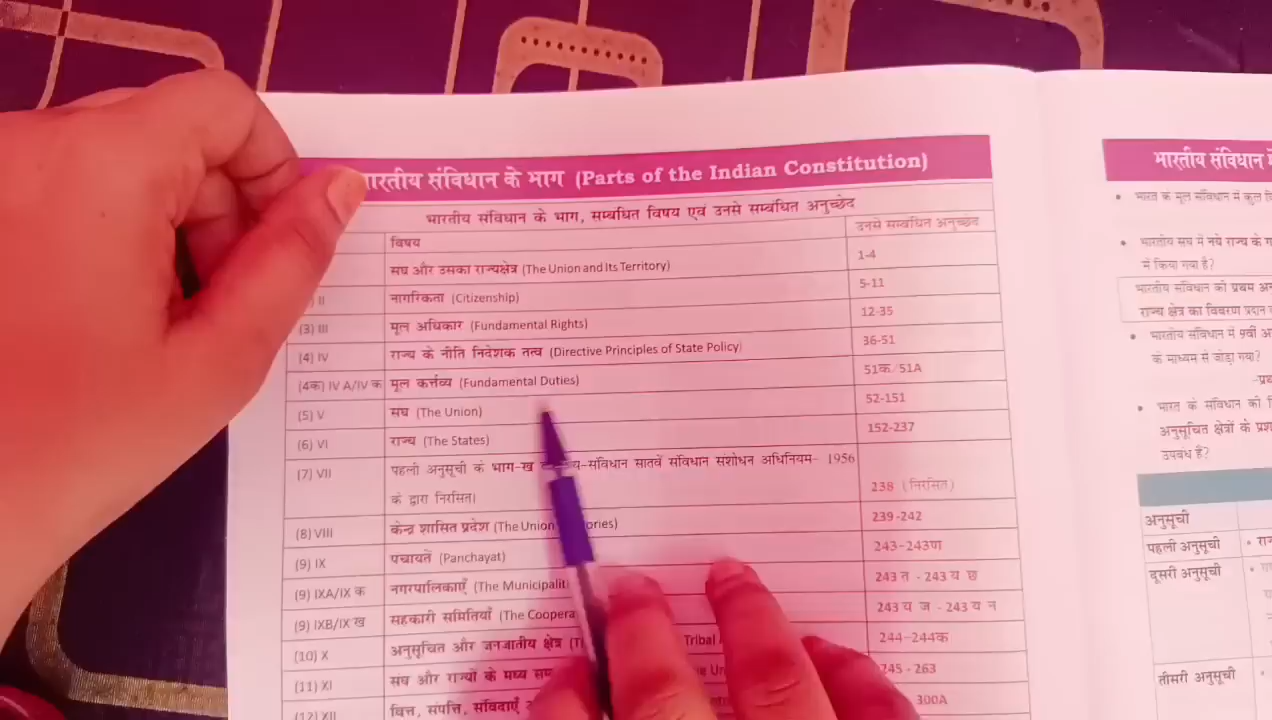 भारतीय संविधान के भाग (Parts of the Indian Constitution)
भारतीय संविधान के भाग, सम्बंधित विषय एवं उनसे सम्बंधित अनुच्छेद
विषय उनसे सम्बंधित अनुच्छेद
संघ और उसका राज्यक्षेत्र (The Union and Its Territory) 1-4
II नागरिकता (Citizenship) 5-11
(3) III मूल अधिकार (Fundamental Rights) 12-35
(4) IV राज्य के नीति निदेशक तत्व (Directive Principles of State Policy) 36-51
(4क) IV A/IV क मूल कर्त्तव्य (Fundamental Duties) 51क/51A
(5) V संघ (The Union) 52-151
(6) VI राज्य (The States) 152-237
(7) VII पहली अनुसूची के भाग-ख संविधान सातवें संविधान संशोधन अधिनियम- 1956
के द्वारा निरसित। 238 (निरसित)
(8) VIII केन्द्र शासित प्रदेश (The Union 239-242
(9) IX पंचायतें (Panchayat) 243-243ण
(9) IXA/IX क नगरपालिकाएँ (The 243 त - 243 य छ
(9) IXB/IX ख सहकारी समितियाँ (The 243 य ज - 243 य न
(10) X अनुसूचित और जनजातीय क्षेत्र Tribal 244-244क
(11) XI संघ और राज्यों के मध्य 245 - 263
(12) XII वित्त, संपत्ति, संविदाएँ 300A
भारतीय संविधान
भारत के मूल संविधान में कुल
भारतीय संघ में नये राज्य के
में किया गया है?
भारतीय संविधान की प्रथम
राज्य क्षेत्र का विवरण प्रदान
भारतीय संविधान में 9वीं
के माध्यम से जोड़ा गया?
भारत के संविधान की
अनुसूचित क्षेत्रों के
उपबंध है?
अनुसूची
पहली अनुसूची
दूसरी अनुसूची
तीसरी अनुसूची